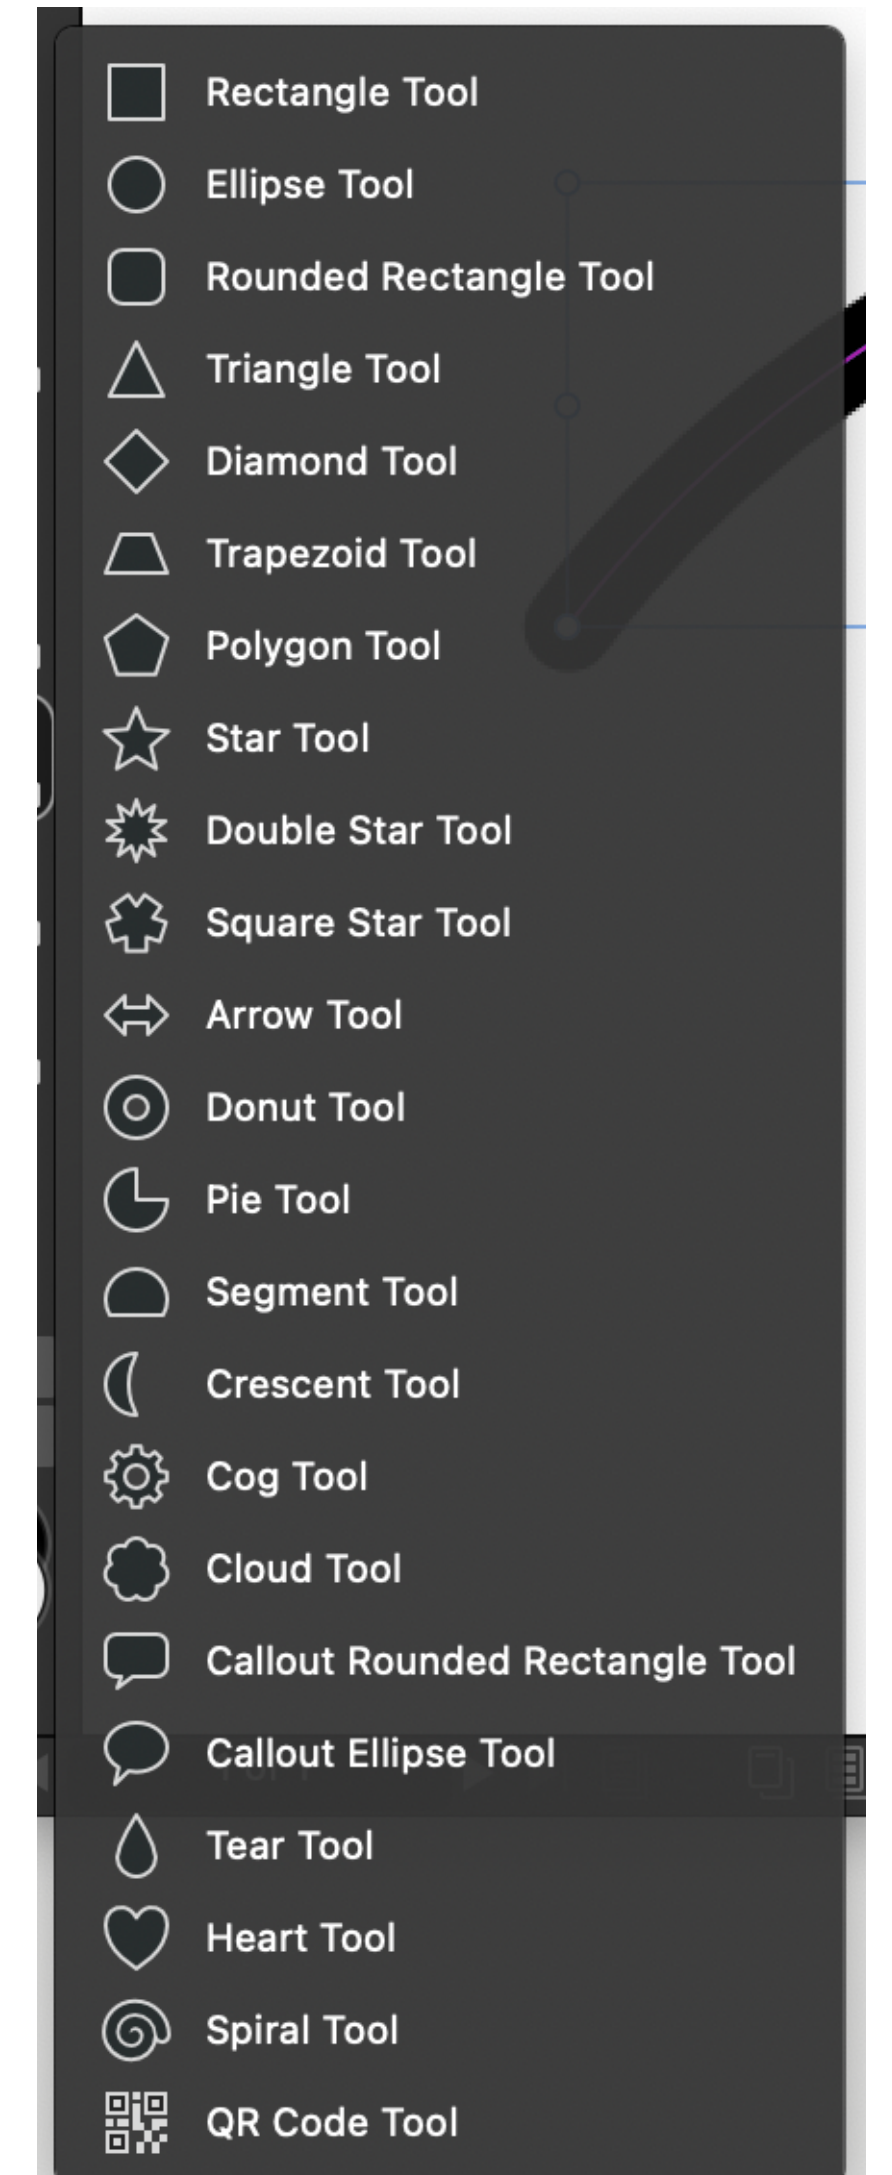 Rectangle Tool
Ellipse Tool
Rounded Rectangle Tool
Triangle Tool
Diamond Tool
Trapezoid Tool
Polygon Tool
Star Tool
Double Star Tool
Square Star Tool
Arrow Tool
Donut Tool
Pie Tool
Segment Tool
Crescent Tool
Cog Tool
Cloud Tool
Callout Rounded Rectangle Tool
Callout Ellipse Tool
Tear Tool
Heart Tool
Spiral Tool
QR Code Tool